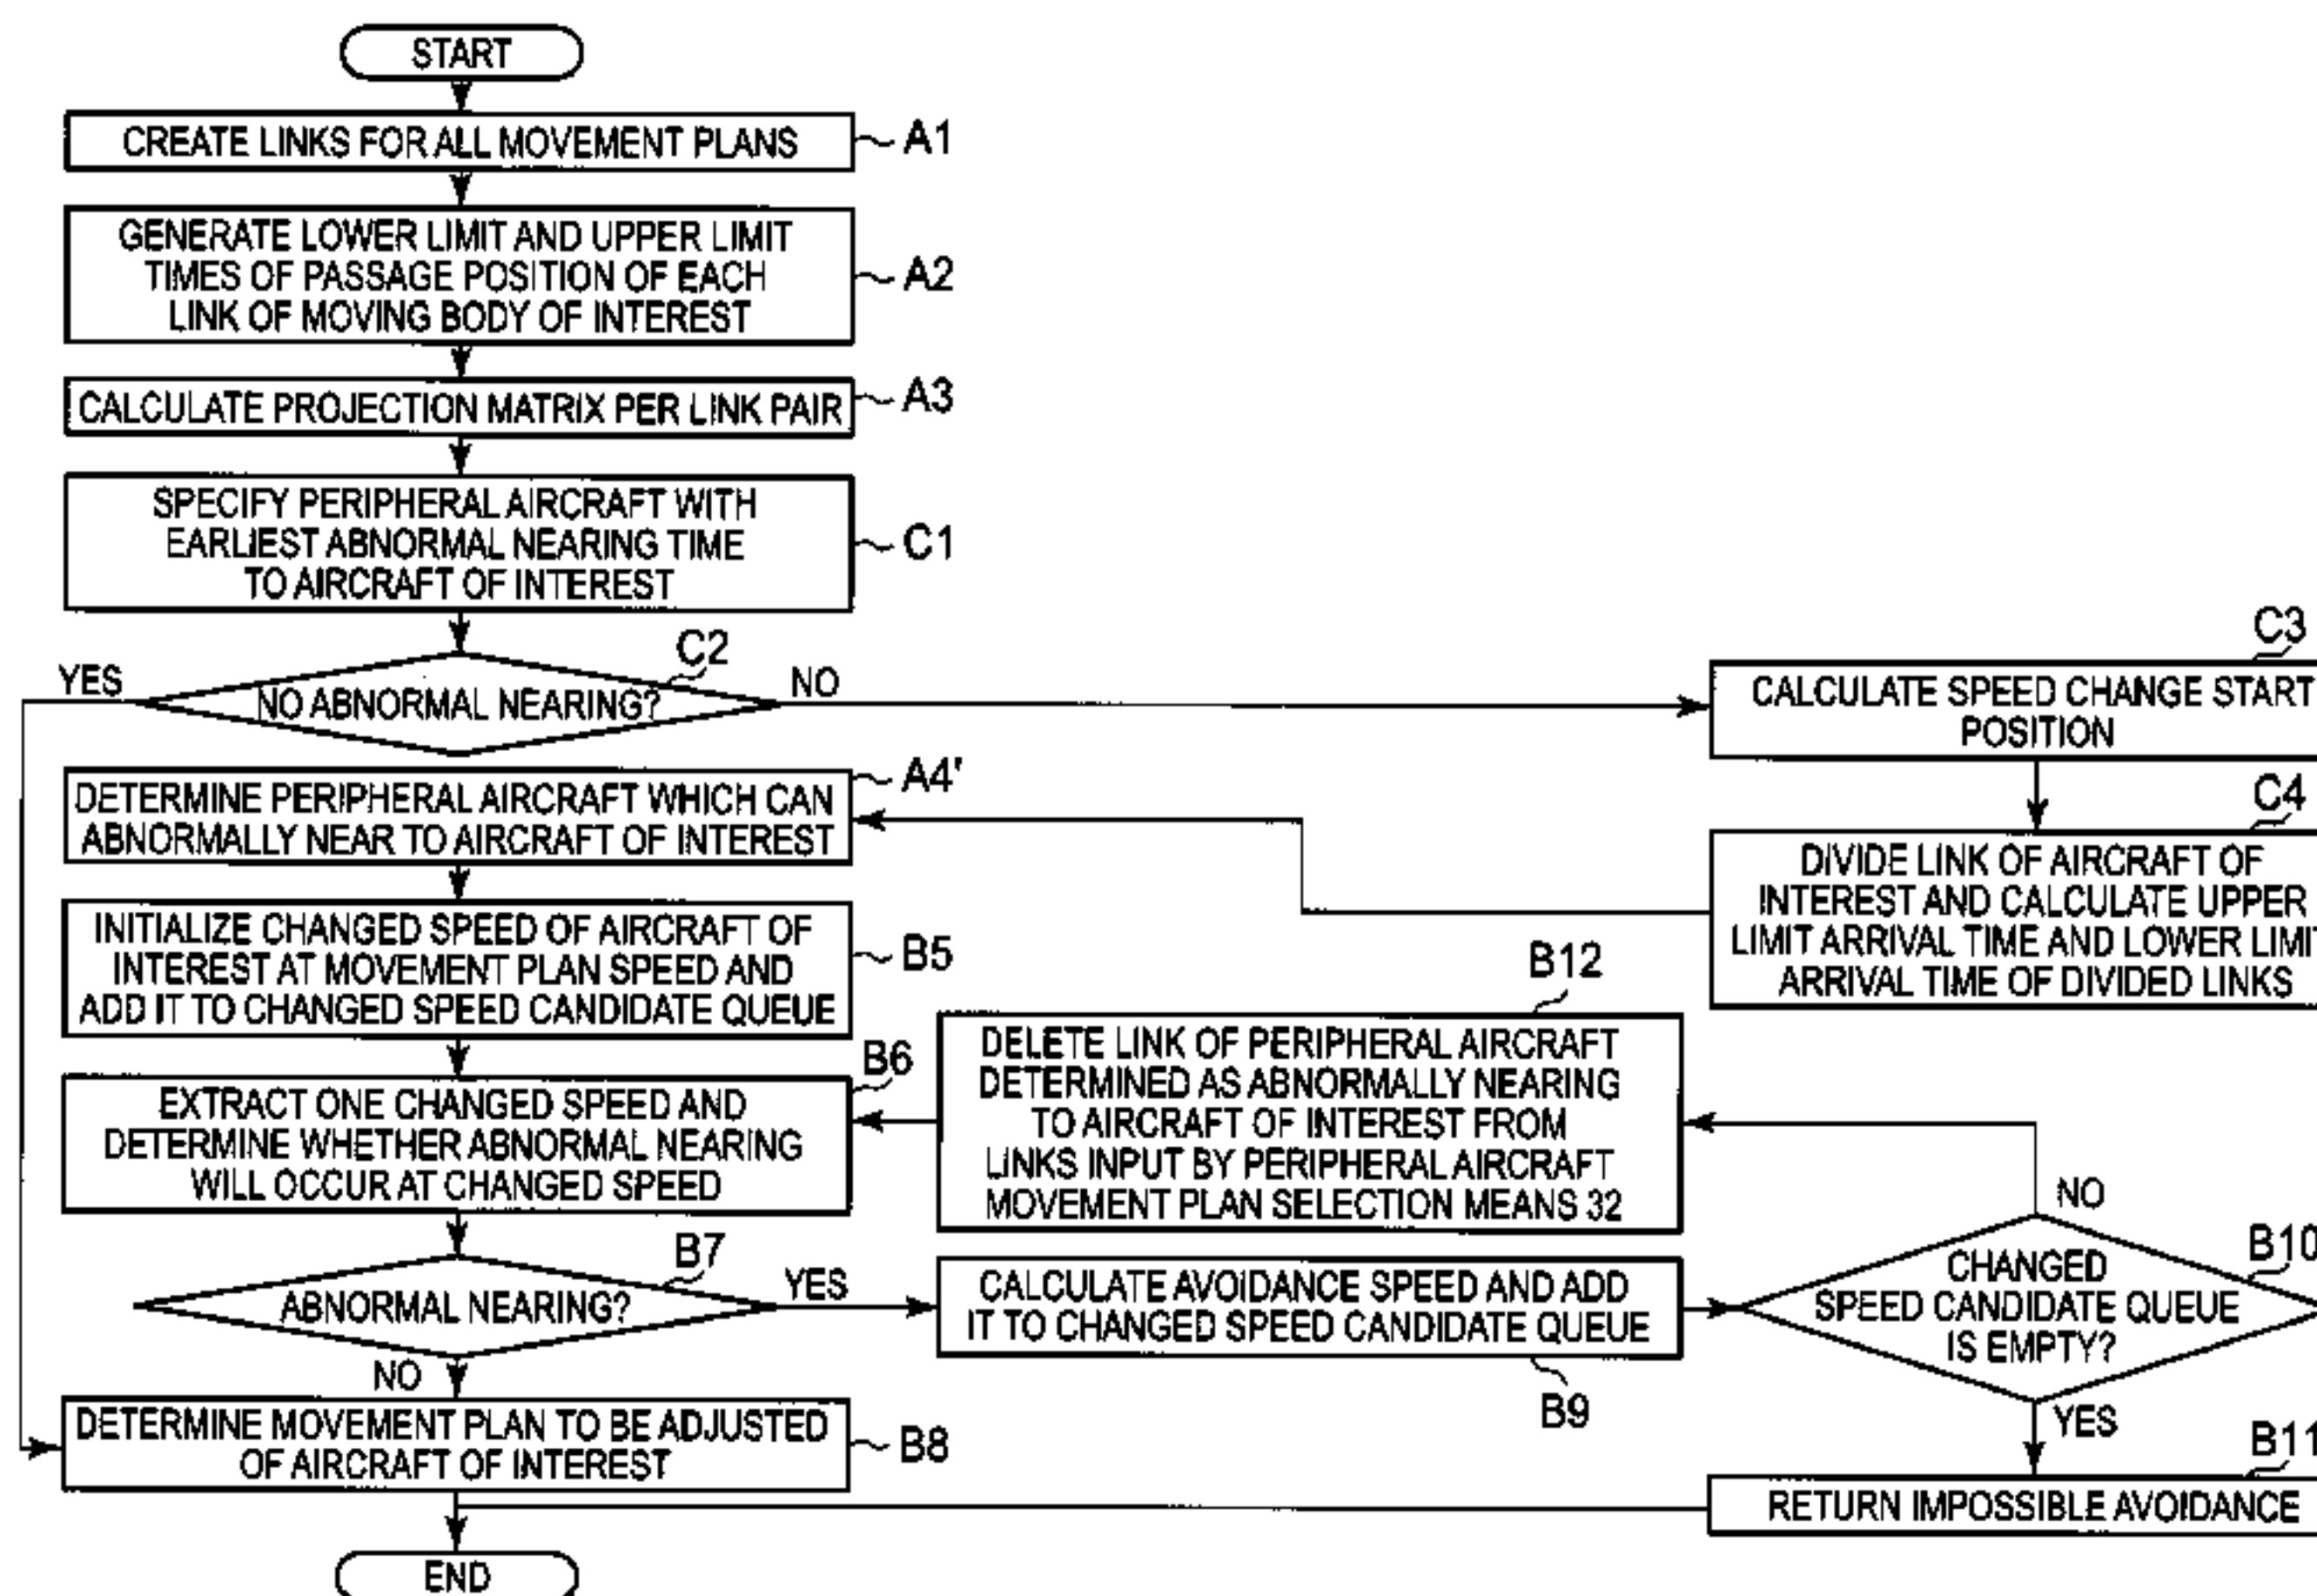 START
CREATE LINKS FOR ALL MOVEMENT PLANS
A1
GENERATE LOWER LIMIT AND UPPER LIMIT
TIMES OF PASSAGE POSITION OF EACH
LINK OF MOVING BODY OF INTEREST
A2
CALCULATE PROJECTION MATRIX PER LINK PAIR
A3
SPECIFY PERIPHERAL AIRCRAFT WITH
EARLIEST ABNORMAL NEARING TIME
TO AIRCRAFT OF INTEREST
C1
C2
YES
NO ABNORMAL NEARING?
NO
C3
CALCULATE SPEED CHANGE START
POSITION
C4
DIVIDE LINK OF AIRCRAFT OF
INTEREST AND CALCULATE UPPER
LIMIT ARRIVAL TIME AND LOWER LIMIT
ARRIVAL TIME OF DIVIDED LINKS
A4'
DETERMINE PERIPHERAL AIRCRAFT WHICH CAN
ABNORMALLY NEAR TO AIRCRAFT OF INTEREST
INITIALIZE CHANGED SPEED OF AIRCRAFT OF
INTEREST AT MOVEMENT PLAN SPEED AND
ADD IT TO CHANGED SPEED CANDIDATE QUEUE
B5
B6
EXTRACT ONE CHANGED SPEED AND
DETERMINE WHETHER ABNORMAL NEARING
WILL OCCUR AT CHANGED SPEED
B12
DELETE LINK OF PERIPHERAL AIRCRAFT
DETERMINED AS ABNORMALLY NEARING
TO AIRCRAFT OF INTEREST FROM
LINKS INPUT BY PERIPHERAL AIRCRAFT
MOVEMENT PLAN SELECTION MEANS 32
B7
ABNORMAL NEARING?
YES
NO
CALCULATE AVOIDANCE SPEED AND ADD
IT TO CHANGED SPEED CANDIDATE QUEUE
B9
NO
B10
CHANGED
SPEED CANDIDATE QUEUE
IS EMPTY?
YES
B11
RETURN IMPOSSIBLE AVOIDANCE
DETERMINE MOVEMENT PLAN TO BE ADJUSTED
OF AIRCRAFT OF INTEREST
B8
END